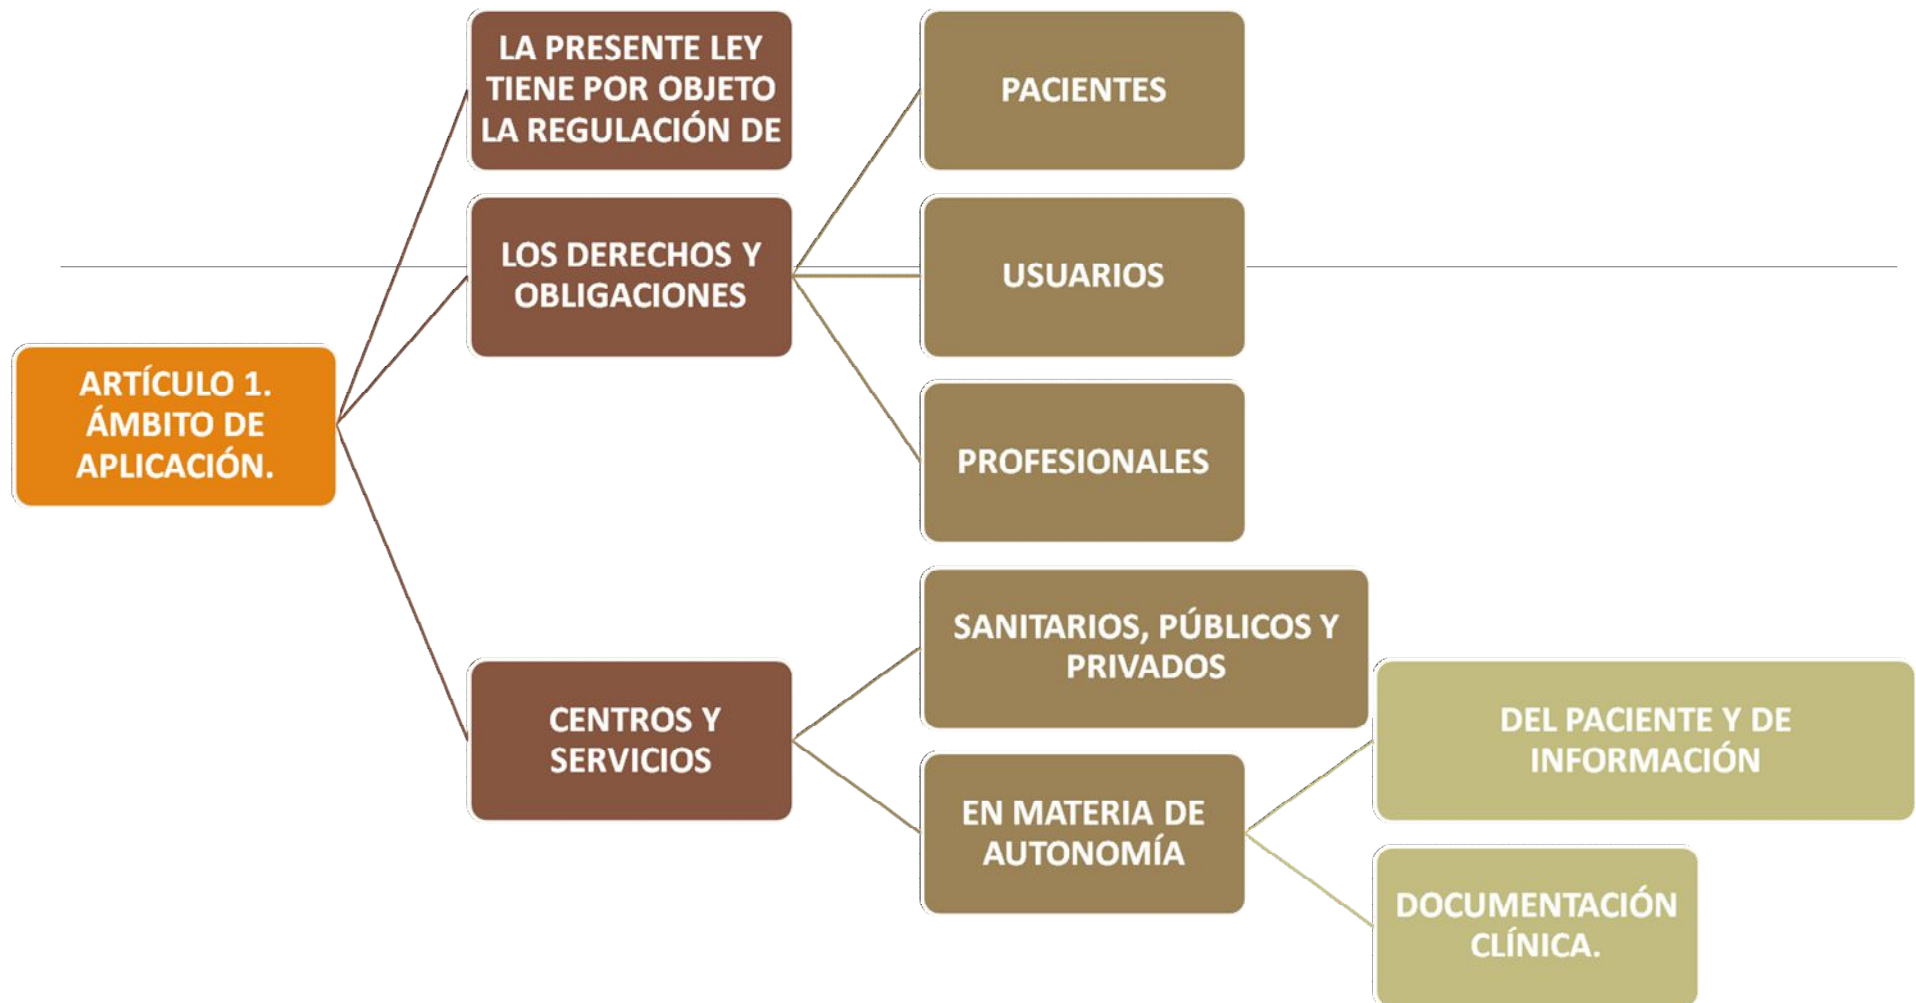 ARTÍCULO 1.
ÁMBITO DE
APLICACIÓN.
LA PRESENTE LEY
TIENE POR OBJETO
LA REGULACIÓN DE
LOS DERECHOS Y
OBLIGACIONES
PACIENTES
USUARIOS
PROFESIONALES
CENTROS Y
SERVICIOS
SANITARIOS, PÚBLICOS Y
PRIVADOS
EN MATERIA DE
AUTONOMÍA
DEL PACIENTE Y DE
INFORMACIÓN
DOCUMENTACIÓN
CLÍNICA.